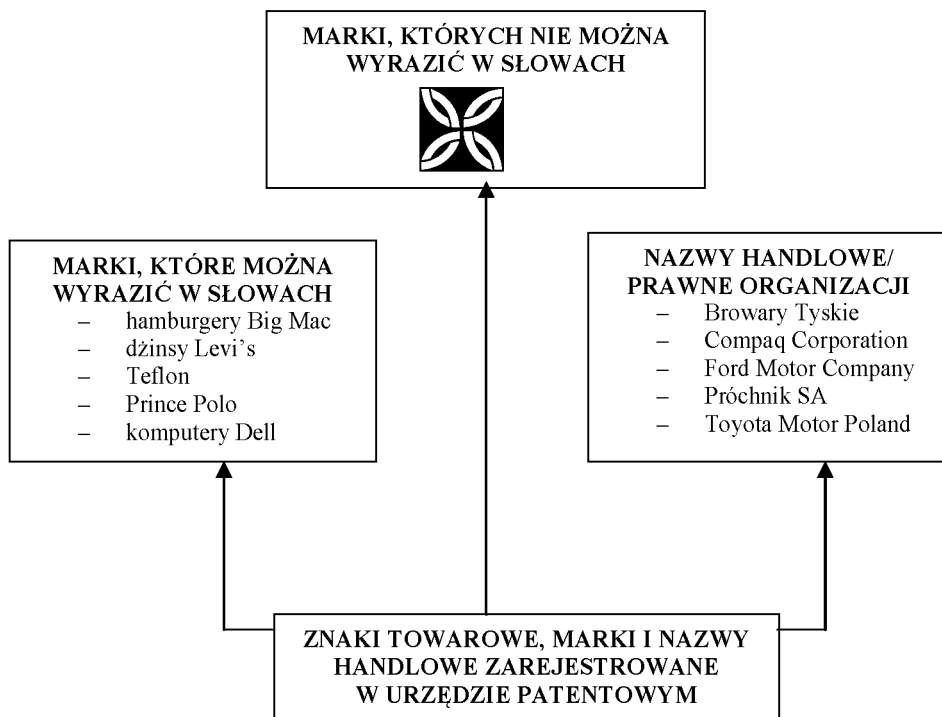 MARKI, KTÓRYCH NIE MOŻNA
WYRAZIĆ W SŁOWACH
MARKI, KTÓRE MOŻNA
WYRAZIĆ W SŁOWACH
– hamburgery Big Mac
– dżinsy Levi’s
– Teflon
– Prince Polo
– komputery Dell
NAZWY HANDLOWE/
PRAWNE ORGANIZACJI
– Browary Tyskie
– Compaq Corporation
– Ford Motor Company
– Próchnik SA
– Toyota Motor Poland
ZNAKI TOWAROWE, MARKI I NAZWY
HANDLOWE ZAREJESTROWANE
W URZĘDZIE PATENTOWYM